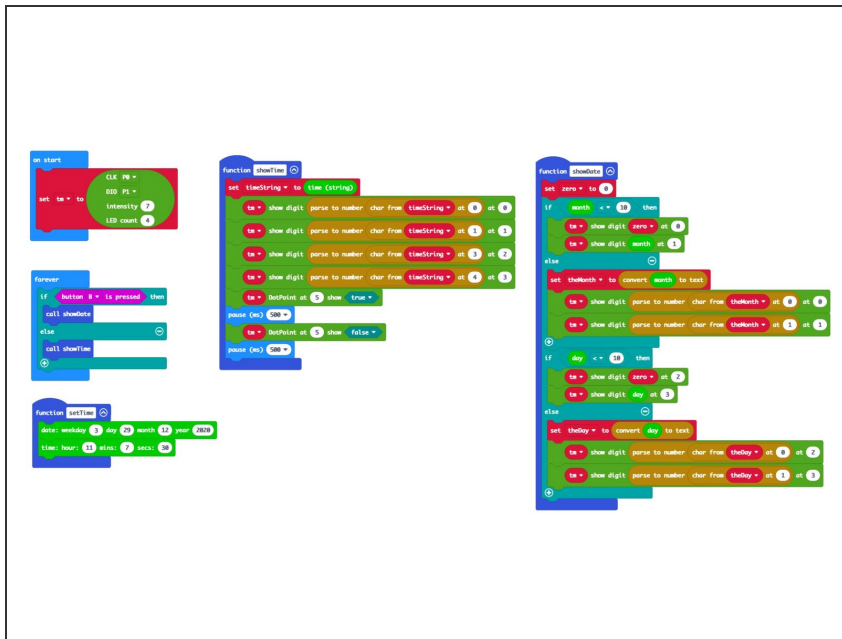 on start
CLK P0
DIO P1
set tm to
intensity 7
LED count 4
forever
if button B is pressed then
call showDate
else
call showTime
function setTime
date: weekday 3 day 29 month 12 year 2020
time: hour: 11 mins: 7 secs: 30
function showTime
set timeString to time (string)
tm show digit parse to number char from timeString at 0 at 0
tm show digit parse to number char from timeString at 1 at 1
tm show digit parse to number char from timeString at 3 at 2
tm show digit parse to number char from timeString at 4 at 3
tm DotPoint at 5 show true
pause (ms) 500
tm DotPoint at 5 show false
pause (ms) 500
function showDate
set zero to 0
if month < 10 then
tm show digit zero at 0
tm show digit month at 1
else
set theMonth to convert month to text
tm show digit parse to number char from theMonth at 0 at 0
tm show digit parse to number char from theMonth at 1 at 1
if day < 10 then
tm show digit zero at 2
tm show digit day at 3
else
set theDay to convert day to text
tm show digit parse to number char from theDay at 0 at 2
tm show digit parse to number char from theDay at 1 at 3